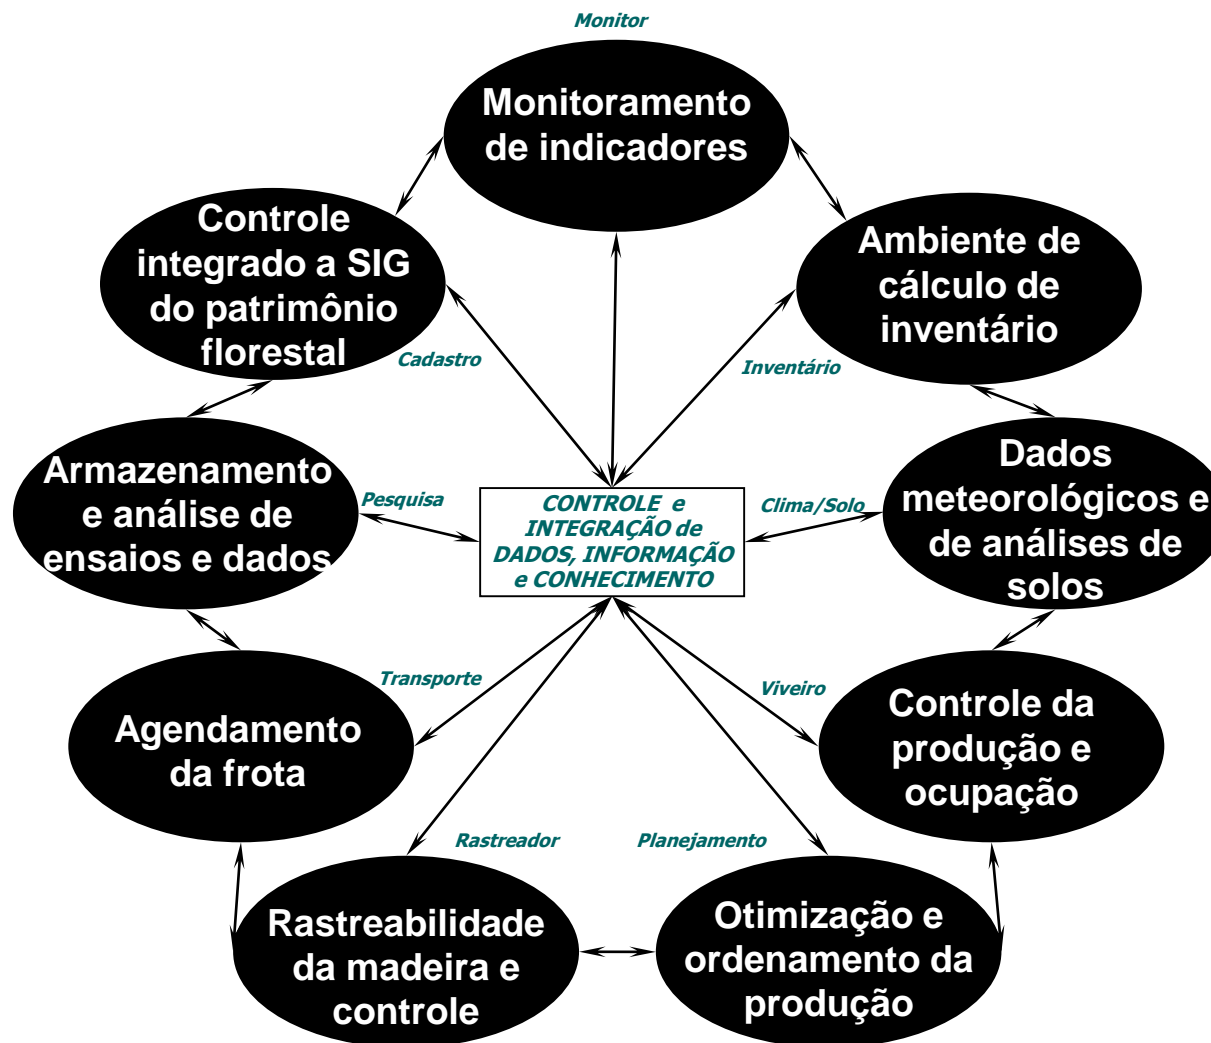 Monitor
Monitoramento
de indicadores
Controle
integrado a SIG
do patrimônio
florestal
Ambiente de
cálculo de
inventário
Cadastro
Inventário
Armazenamento
e análise de
ensaios e dados
Pesquisa
CONTROLE e
INTEGRAÇÃO de
DADOS, INFORMAÇÃO
e CONHECIMENTO
Clima/Solo
Dados
meteorológicos e
de análises de
solos
Transporte
Viveiro
Agendamento
da frota
Controle da
produção e
ocupação
Rastreador
Planejamento
Rastreabilidade
da madeira e
controle
Otimização e
ordenamento da
produção